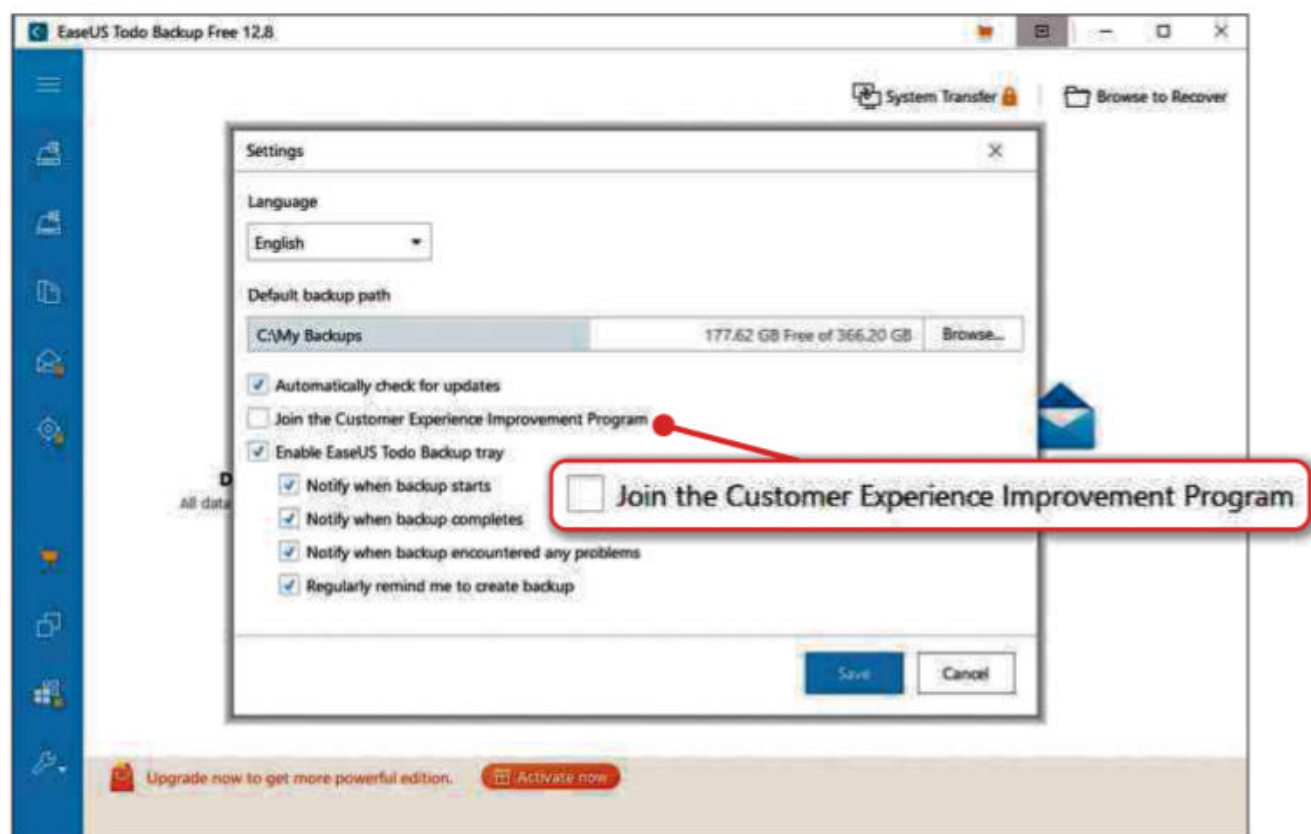 EaseUS Todo Backup Free 12.8
System Transfer
Browse to Recover
Settings
Language
English
Default backup path
C:\My Backups
177.62 GB Free of 366.20 GB
Browse...
Automatically check for updates
Join the Customer Experience Improvement Program
Enable EaseUS Todo Backup tray
D
Notify when backup starts
Join the Customer Experience Improvement Program
All data
Notify when backup completes
Notify when backup encountered any problems
Regularly remind me to create backup
Save
Cancel
Upgrade now to get more powerful edition.
Activate now